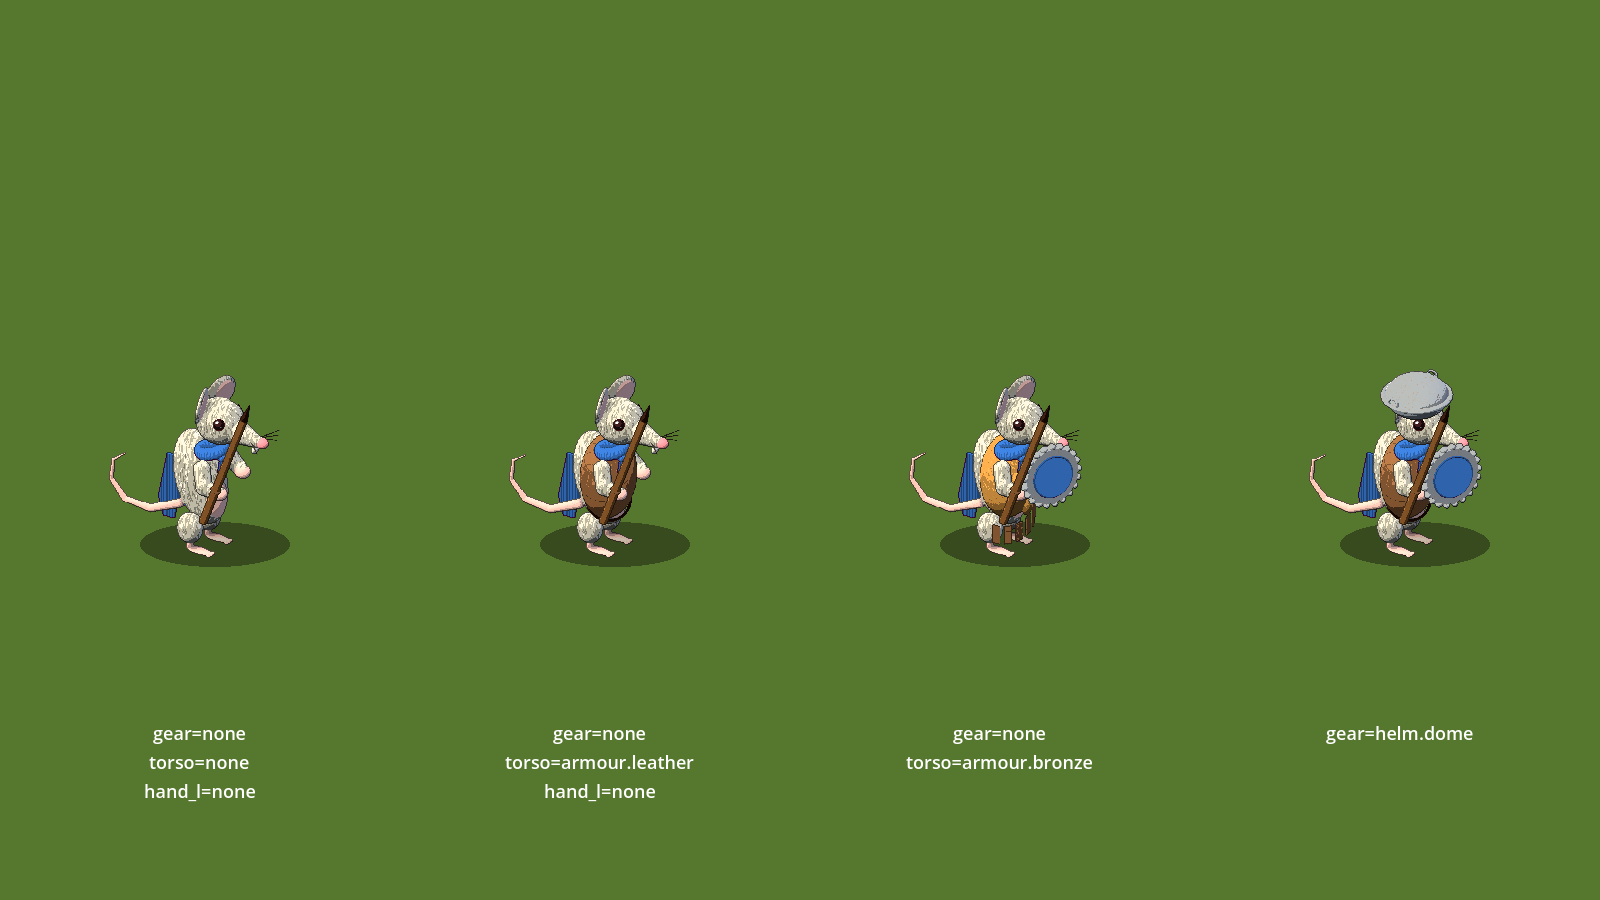 gear=none
torso=none
hand_l=none
gear=none
torso=armour.leather
hand_l=none
gear=none
torso=armour.bronze
gear=helm.dome